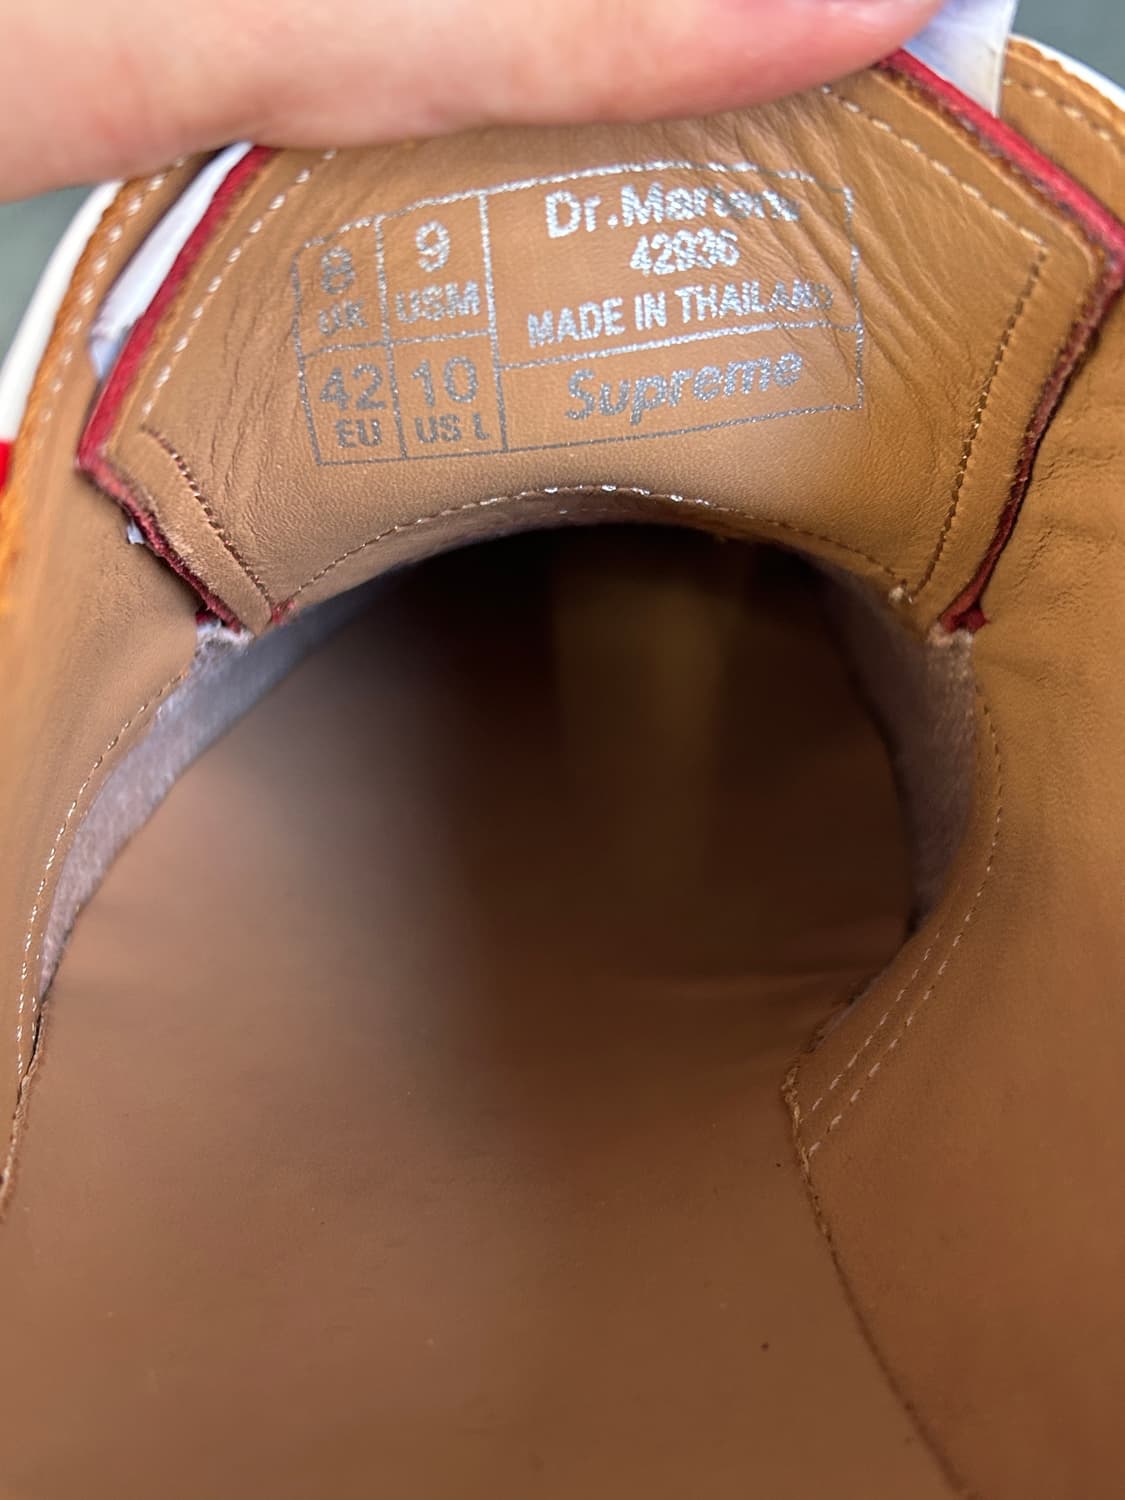 8
UK
9
USM
42
EU
10
US L
Dr.Martens
42936
MADE IN THAILAND
Supreme